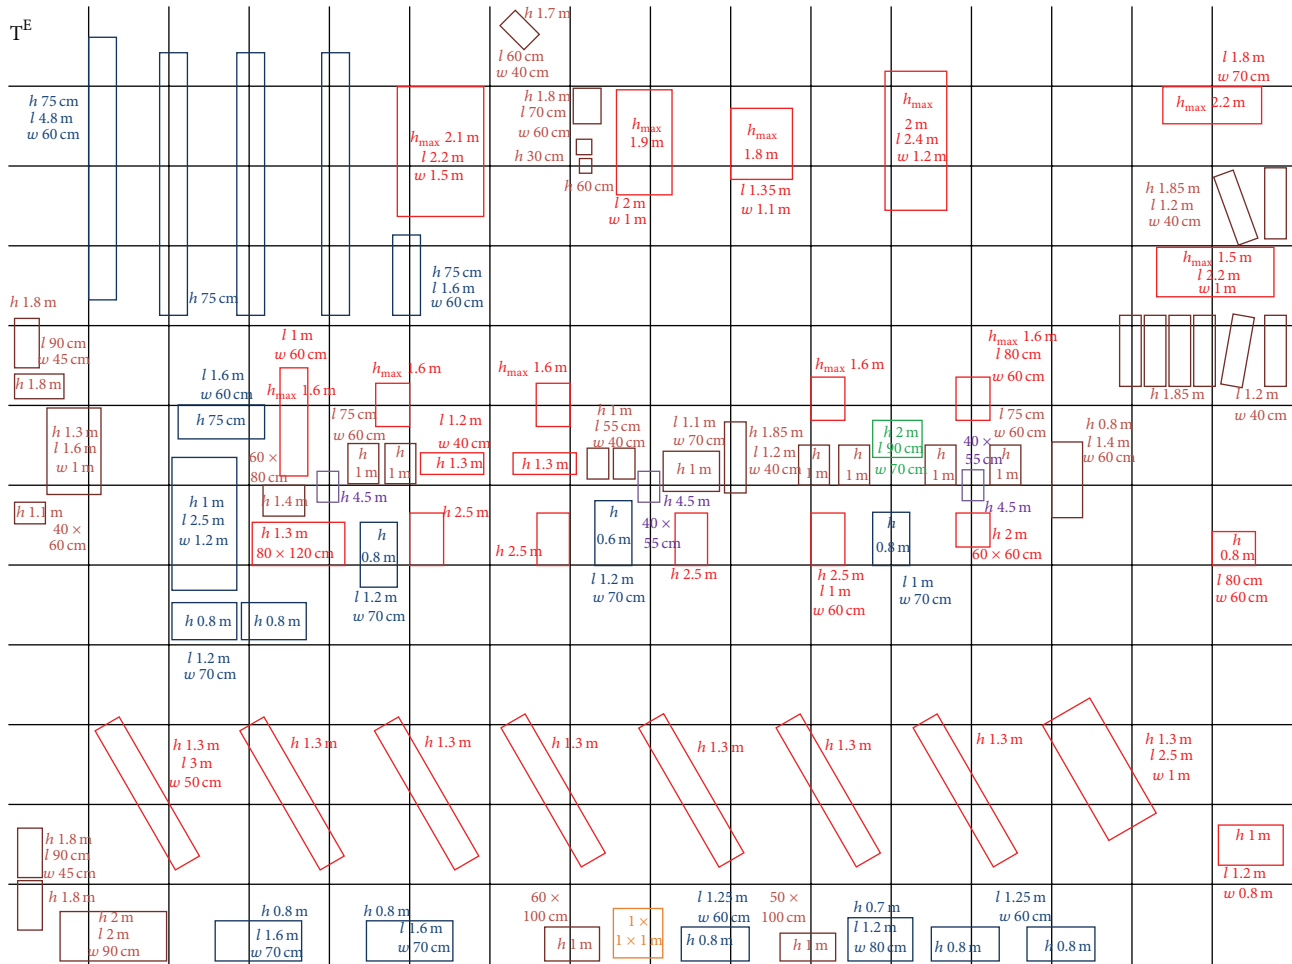 T^E
h 1.7 m
l 60 cm
w 40 cm
l 1.8 m
w 70 cm
h 75 cm
l 4.8 m
w 60 cm
h_max 2.1 m
l 2.2 m
w 1.5 m
h 1.8 m
l 70 cm
w 60 cm
h 30 cm
h 60 cm
h_max
1.9 m
l 2 m
w 1 m
h_max
1.8 m
l 1.35 m
w 1.1 m
h_max
2 m
l 2.4 m
w 1.2 m
h_max 2.2 m
h 1.85 m
l 1.2 m
w 40 cm
h_max 1.5 m
l 2.2 m
w 1 m
h 75 cm
h 75 cm
l 1.6 m
w 60 cm
h 1.8 m
l 90 cm
w 45 cm
h 1.8 m
l 1 m
w 60 cm
h_max 1.6 m
l 1.6 m
w 60 cm
h 75 cm
h_max 1.6 m
h_max 1.6 m
h_max 1.6 m
h_max 1.6 m
l 80 cm
w 60 cm
h 1.85 m
l 1.2 m
w 40 cm
h 1.3 m
l 1.6 m
w 1 m
60 ×
80 cm
l 75 cm
w 60 cm
h
1 m
h
1 m
l 1.2 m
w 40 cm
h 1.3 m
h 1.3 m
h 1 m
l 55 cm
w 40 cm
l 1.1 m
w 70 cm
h 1 m
h 1.85 m
l 1.2 m
w 40 cm
h
1 m
h
1 m
h 2 m
l 90 cm
w 70 cm
h
1 m
40 ×
55 cm
l 75 cm
w 60 cm
h
1 m
h 0.8 m
l 1.4 m
w 60 cm
h 1.1 m
40 ×
60 cm
h 1 m
l 2.5 m
w 1.2 m
h 1.4 m
h 4.5 m
h 1.3 m
80 × 120 cm
h
0.8 m
l 1.2 m
w 70 cm
h 2.5 m
h 2.5 m
h
0.6 m
l 1.2 m
w 70 cm
h 4.5 m
40 ×
55 cm
h 2.5 m
h 2.5 m
l 1 m
w 60 cm
h
0.8 m
l 1 m
w 70 cm
h 4.5 m
h 2 m
60 × 60 cm
h
0.8 m
l 80 cm
w 60 cm
h 0.8 m
h 0.8 m
l 1.2 m
w 70 cm
h 1.3 m
l 3 m
w 50 cm
h 1.3 m
h 1.3 m
h 1.3 m
h 1.3 m
h 1.3 m
h 1.3 m
h 1.3 m
l 2.5 m
w 1 m
h 1.8 m
l 90 cm
w 45 cm
h 1.8 m
h 1 m
l 1.2 m
w 0.8 m
h 2 m
l 2 m
w 90 cm
h 0.8 m
l 1.6 m
w 70 cm
h 0.8 m
l 1.6 m
w 70 cm
60 ×
100 cm
h 1 m
1 ×
1 × 1 m
l 1.25 m
w 60 cm
h 0.8 m
50 ×
100 cm
h 1 m
h 0.7 m
l 1.2 m
w 80 cm
l 1.25 m
w 60 cm
h 0.8 m
h 0.8 m